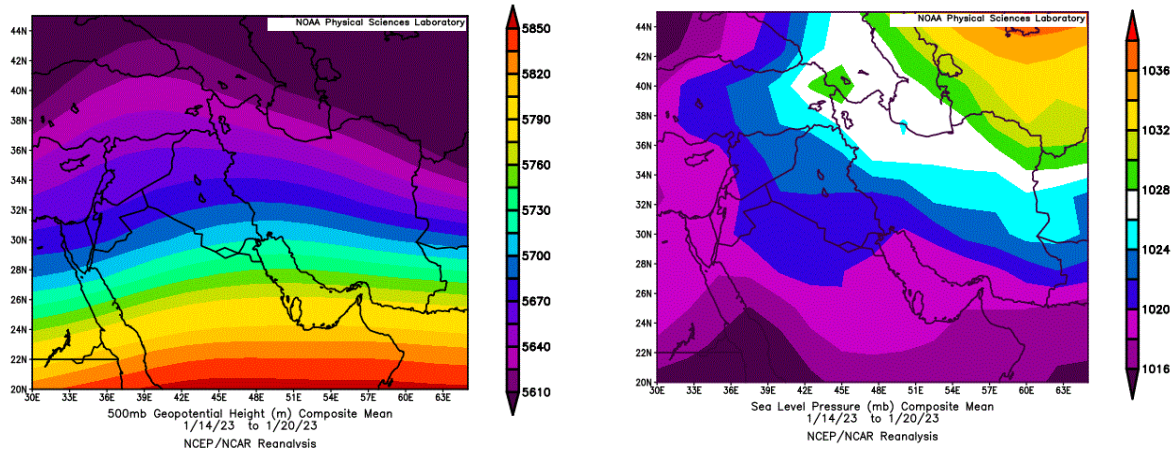 NOAA Physical Sciences Laboratory
44N
42N
40N
38N
36N
34N
32N
30N
28N
26N
24N
22N
20N
30E 33E 36E 39E 42E 45E 48E 51E 54E 57E 60E 63E
5850
5820
5790
5760
5730
5700
5670
5640
5610
500mb Geopotential Height (m) Composite Mean
1/14/23 to 1/20/23
NCEP/NCAR Reanalysis
NOAA Physical Sciences Laboratory
44N
42N
40N
38N
36N
34N
32N
30N
28N
26N
24N
22N
20N
30E 33E 36E 39E 42E 45E 48E 51E 54E 57E 60E 63E
1036
1032
1028
1024
1020
1016
Sea Level Pressure (mb) Composite Mean
1/14/23 to 1/20/23
NCEP/NCAR Reanalysis